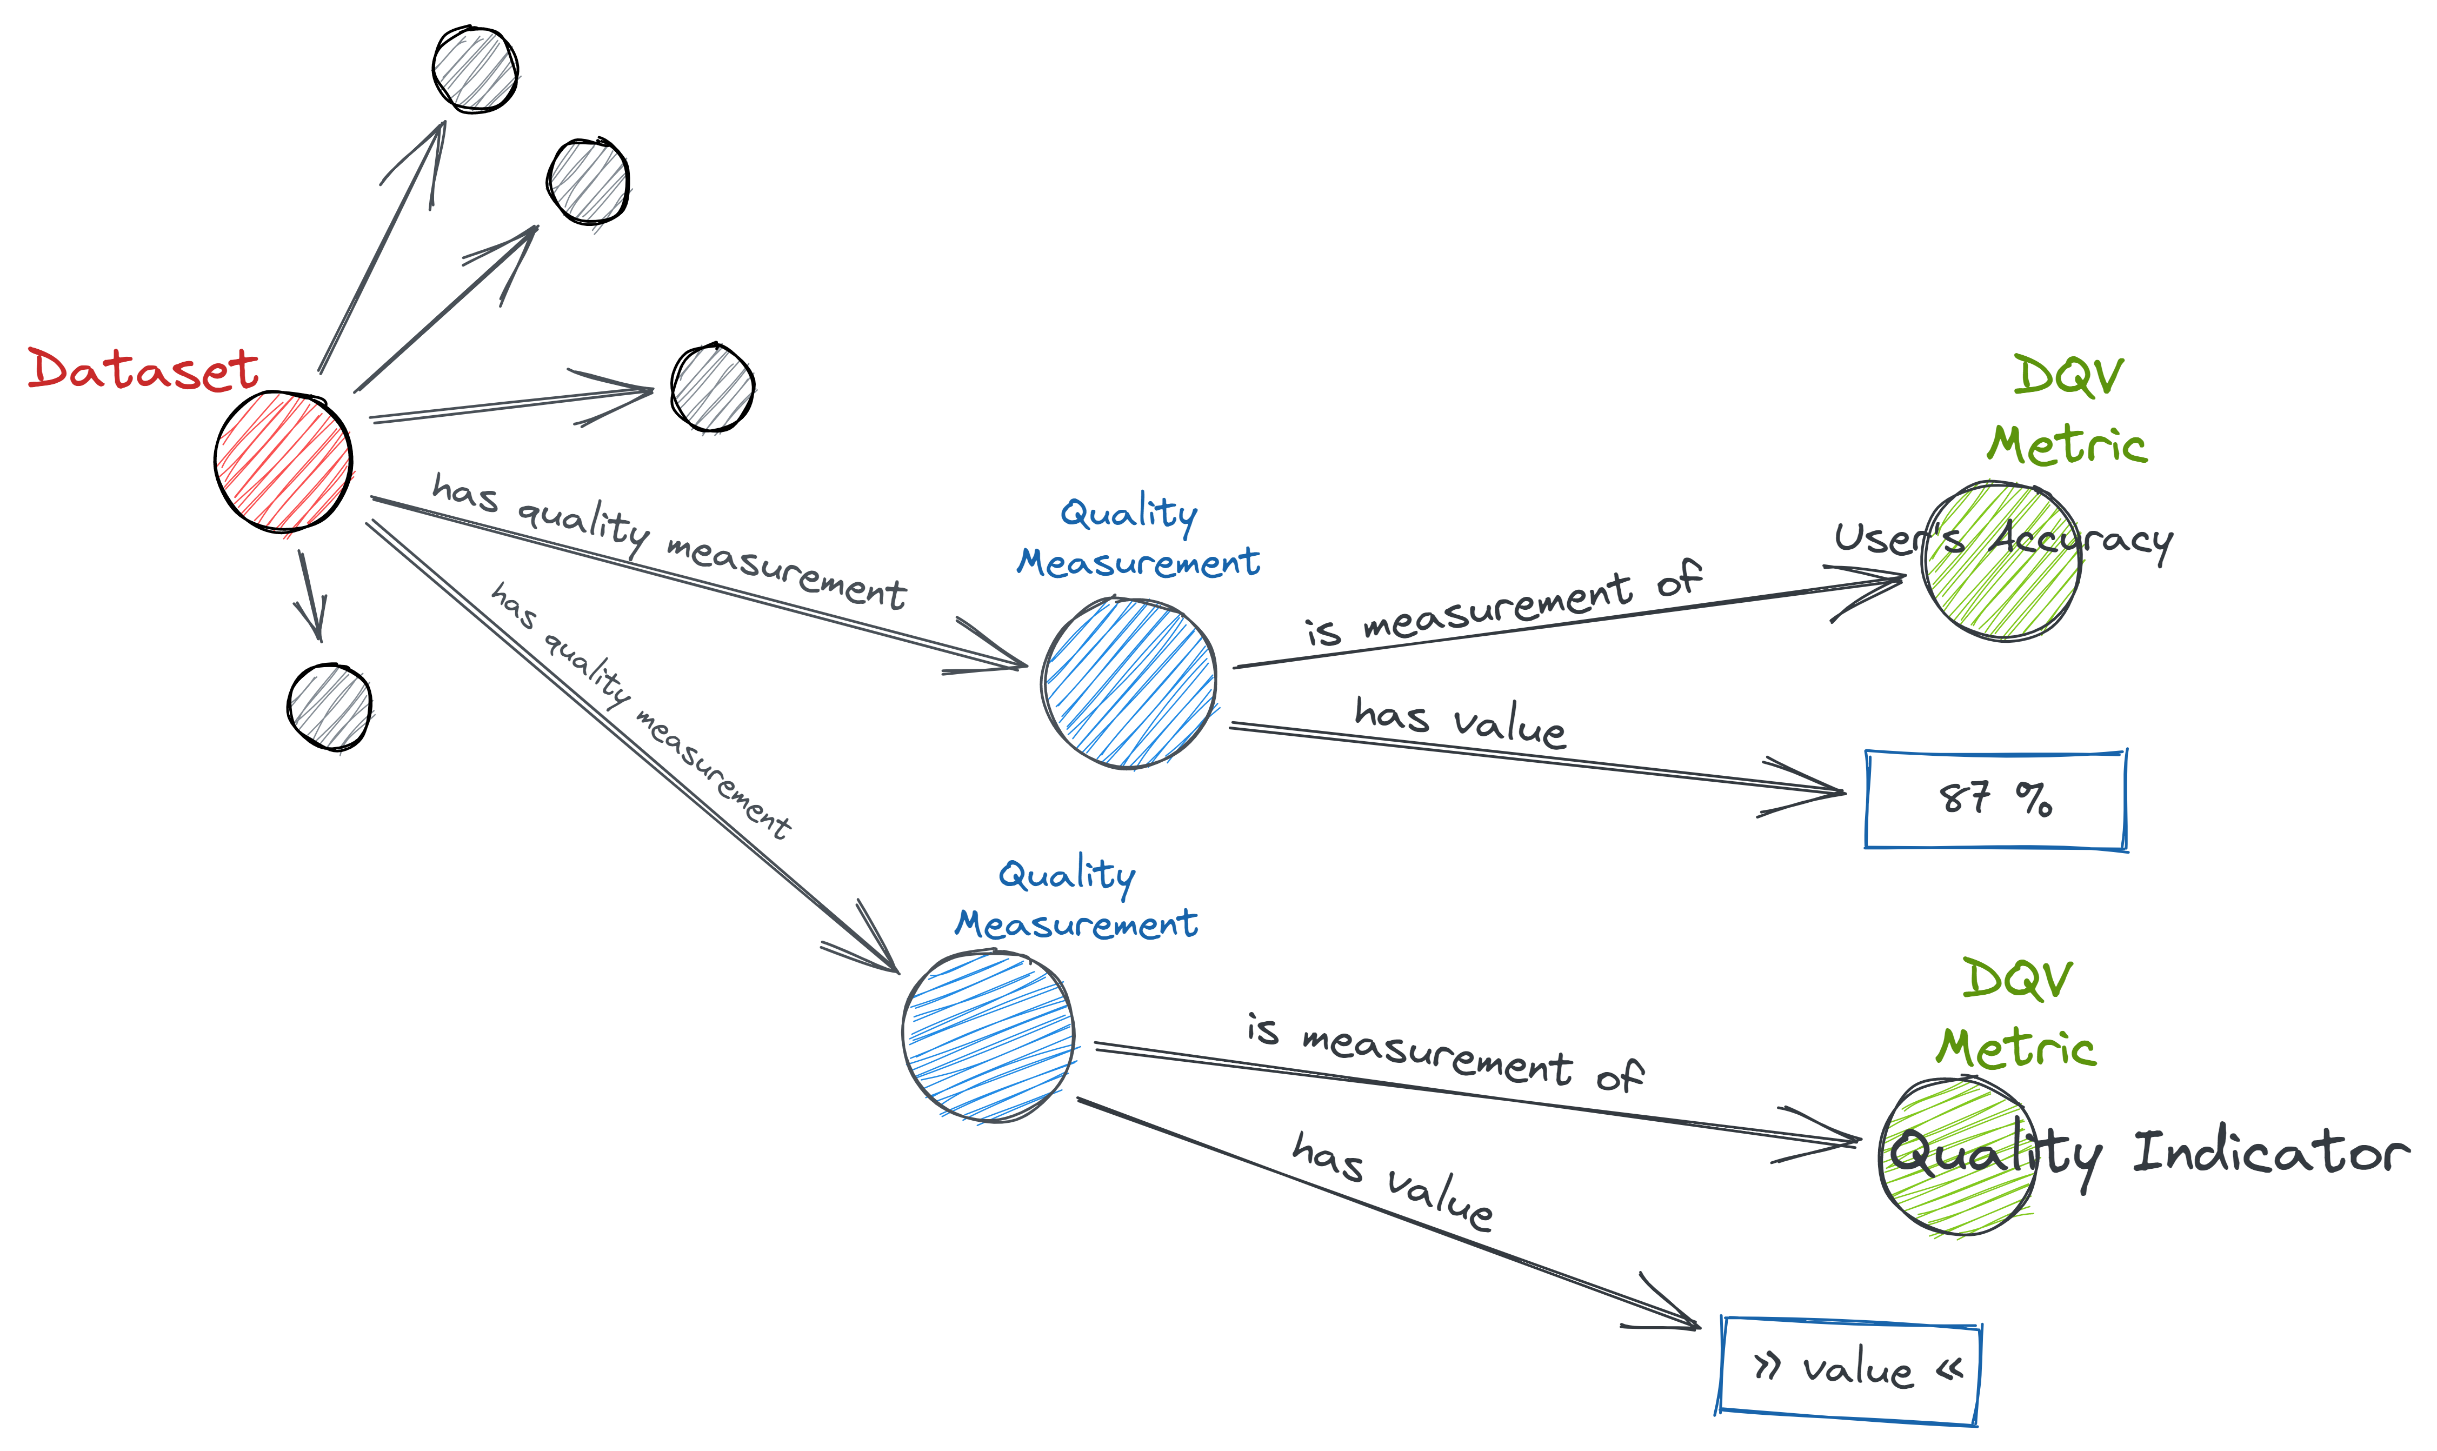 Dataset
has quality measurement
has quality measurement
Quality
Measurement
is measurement of
has value
DQV
Metric
User's Accuracy
87 %
Quality
Measurement
is measurement of
has value
DQV
Metric
Quality Indicator
» value «